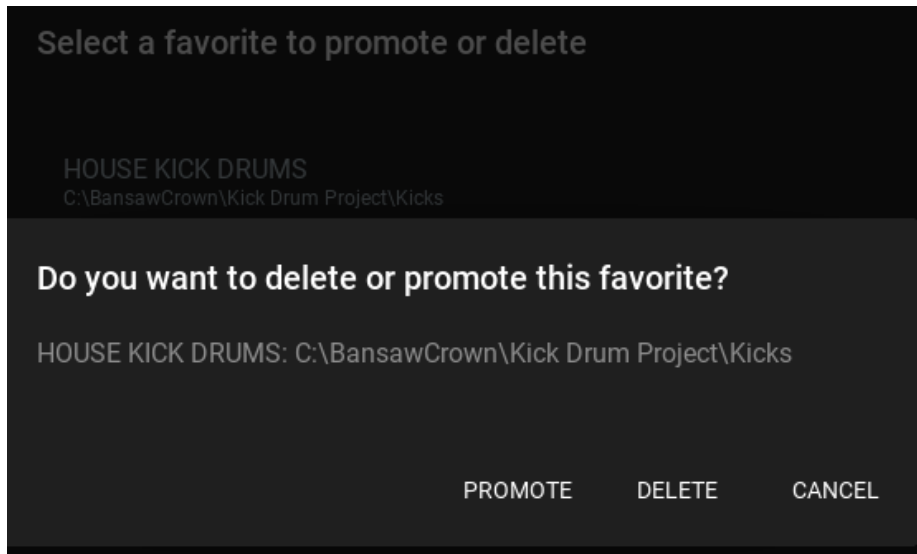 Select a favorite to promote or delete
HOUSE KICK DRUMS
C:\BansawCrown\Kick Drum Project\Kicks
Do you want to delete or promote this favorite?
HOUSE KICK DRUMS: C:\BansawCrown\Kick Drum Project\Kicks
PROMOTE DELETE CANCEL